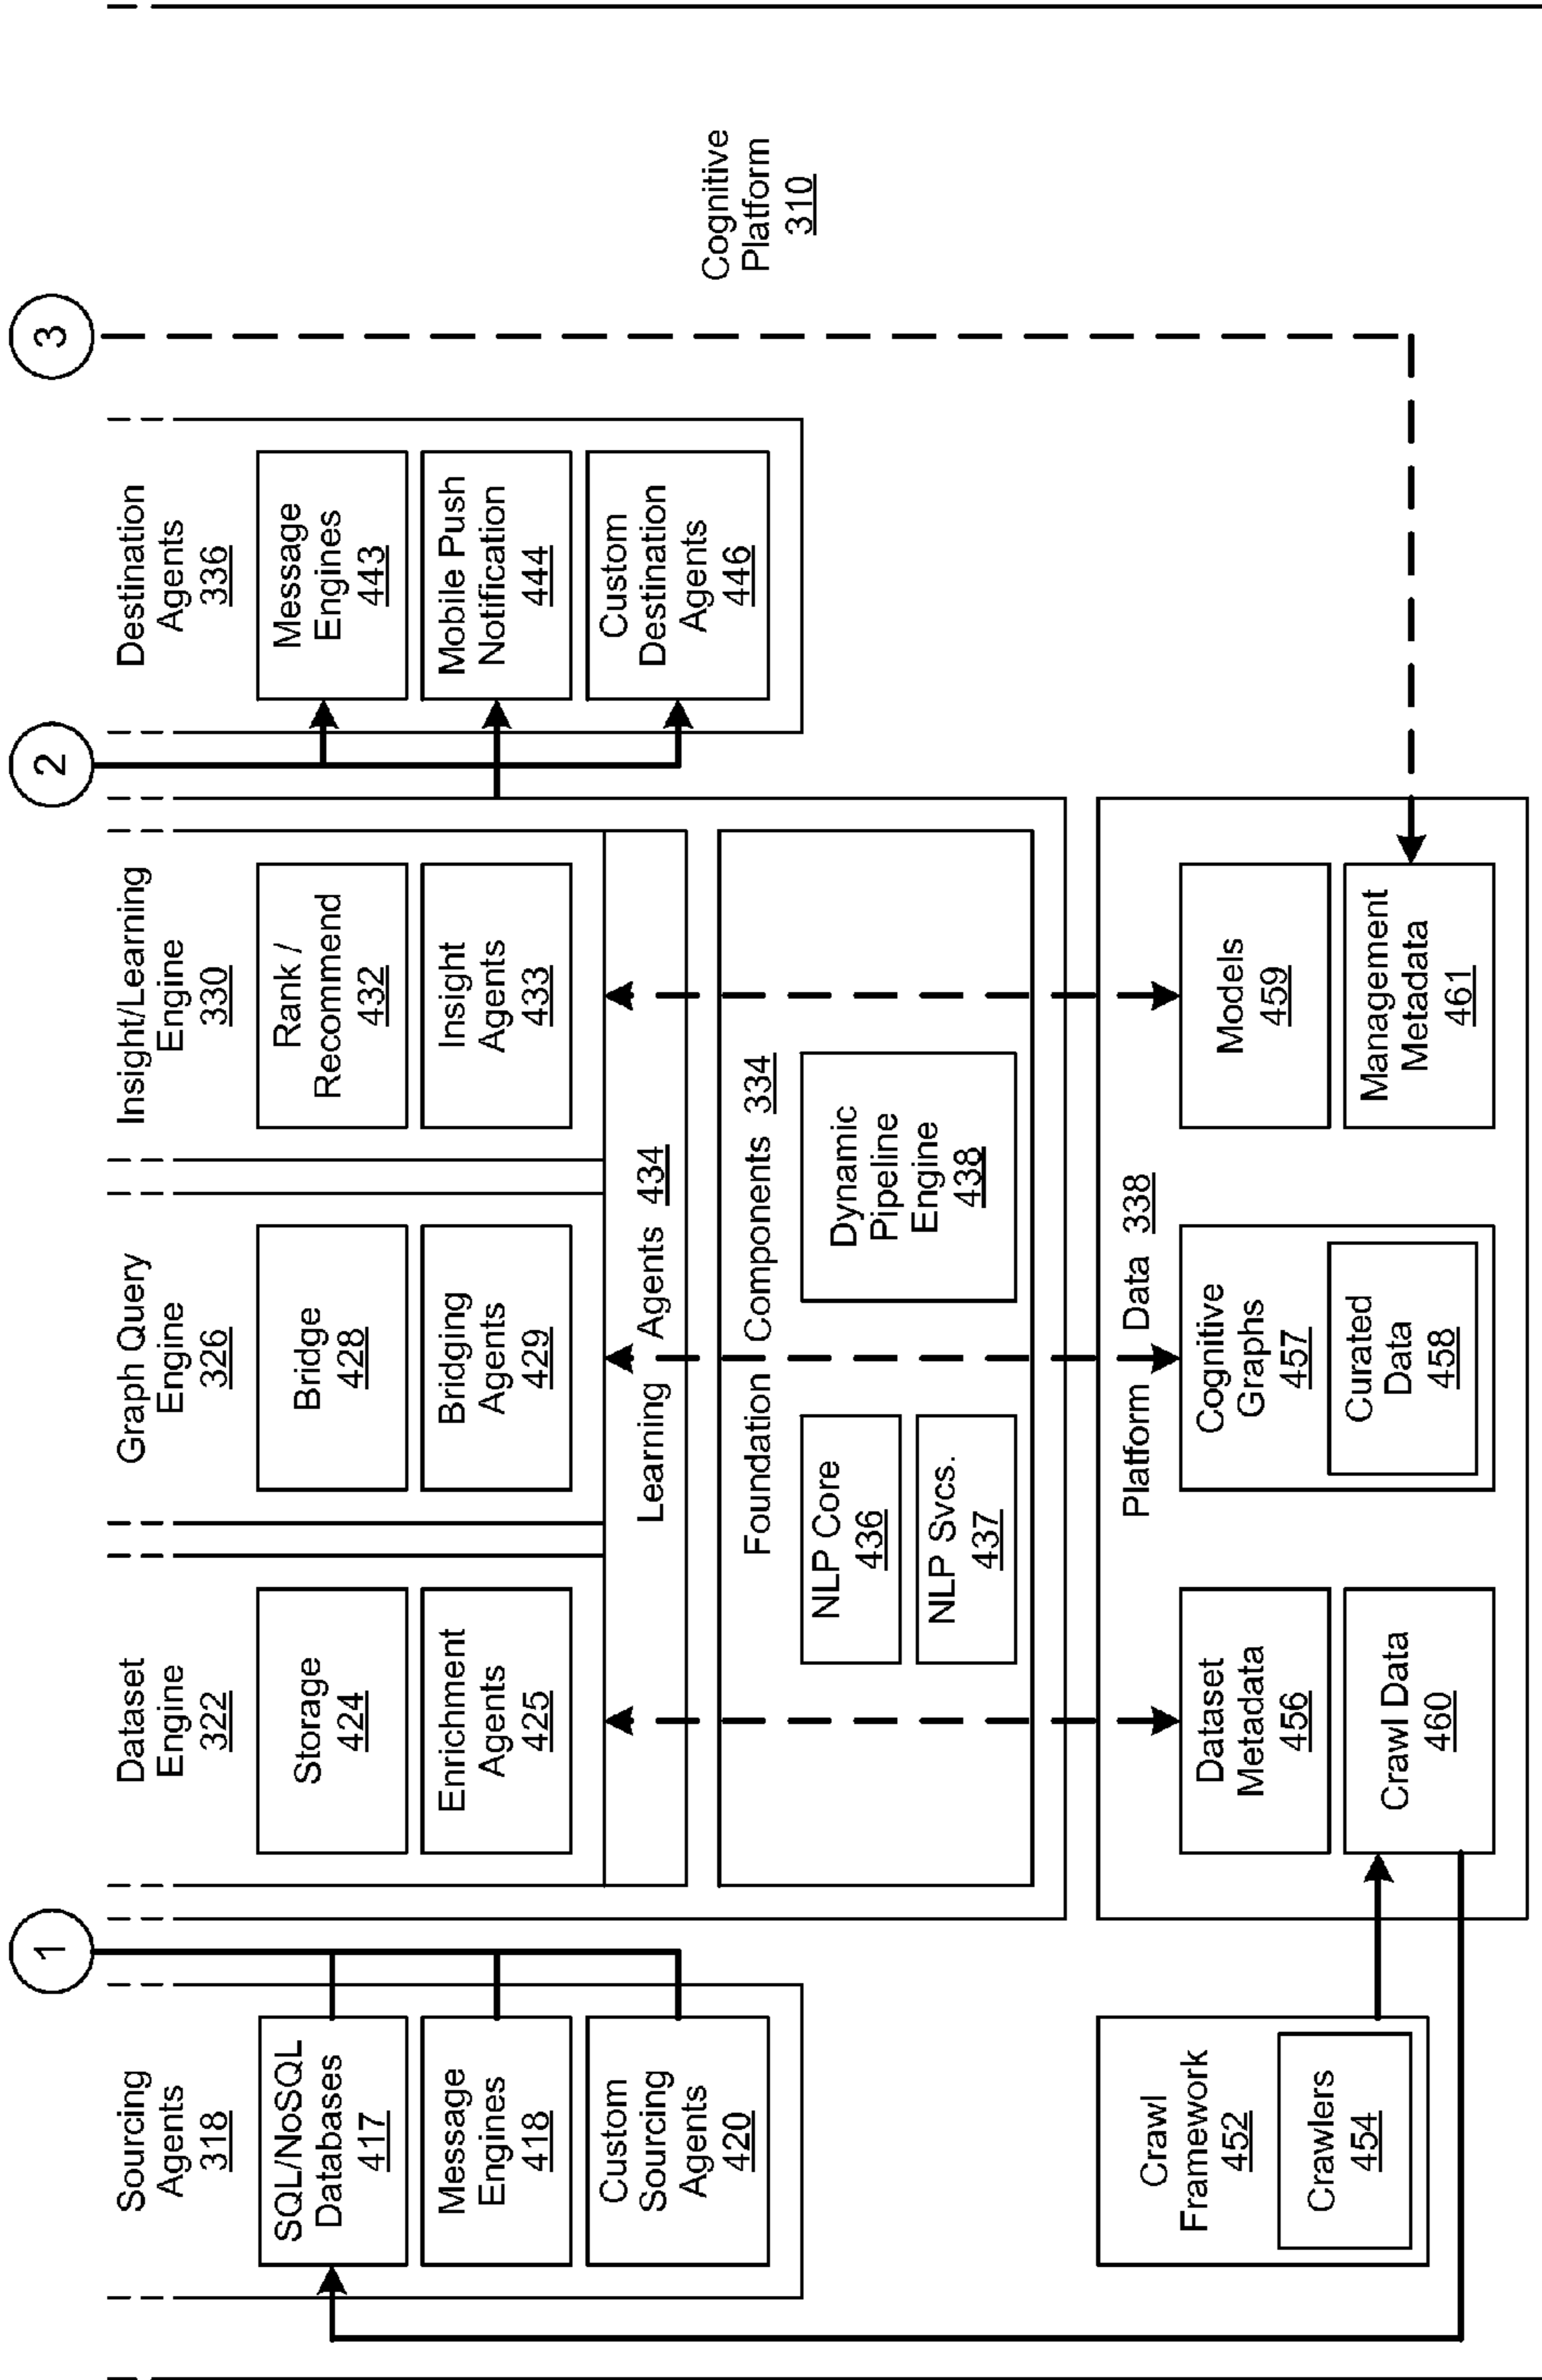 1
2
3
Sourcing
Agents
318
SQL/NoSQL
Databases
417
Message
Engines
418
Custom
Sourcing
Agents
420
Dataset
Engine
322
Storage
424
Enrichment
Agents
425
Graph Query
Engine
326
Bridge
428
Bridging
Agents
429
Insight/Learning
Engine
330
Rank /
Recommend
432
Insight
Agents
433
Learning Agents 434
Foundation Components 334
NLP Core
436
NLP Svcs.
437
Dynamic
Pipeline
Engine
438
Destination
Agents
336
Message
Engines
443
Mobile Push
Notification
444
Custom
Destination
Agents
446
Cognitive
Platform
310
Crawl
Framework
452
Crawlers
454
Platform Data 338
Dataset
Metadata
456
Crawl Data
460
Cognitive
Graphs
457
Curated
Data
458
Models
459
Management
Metadata
461